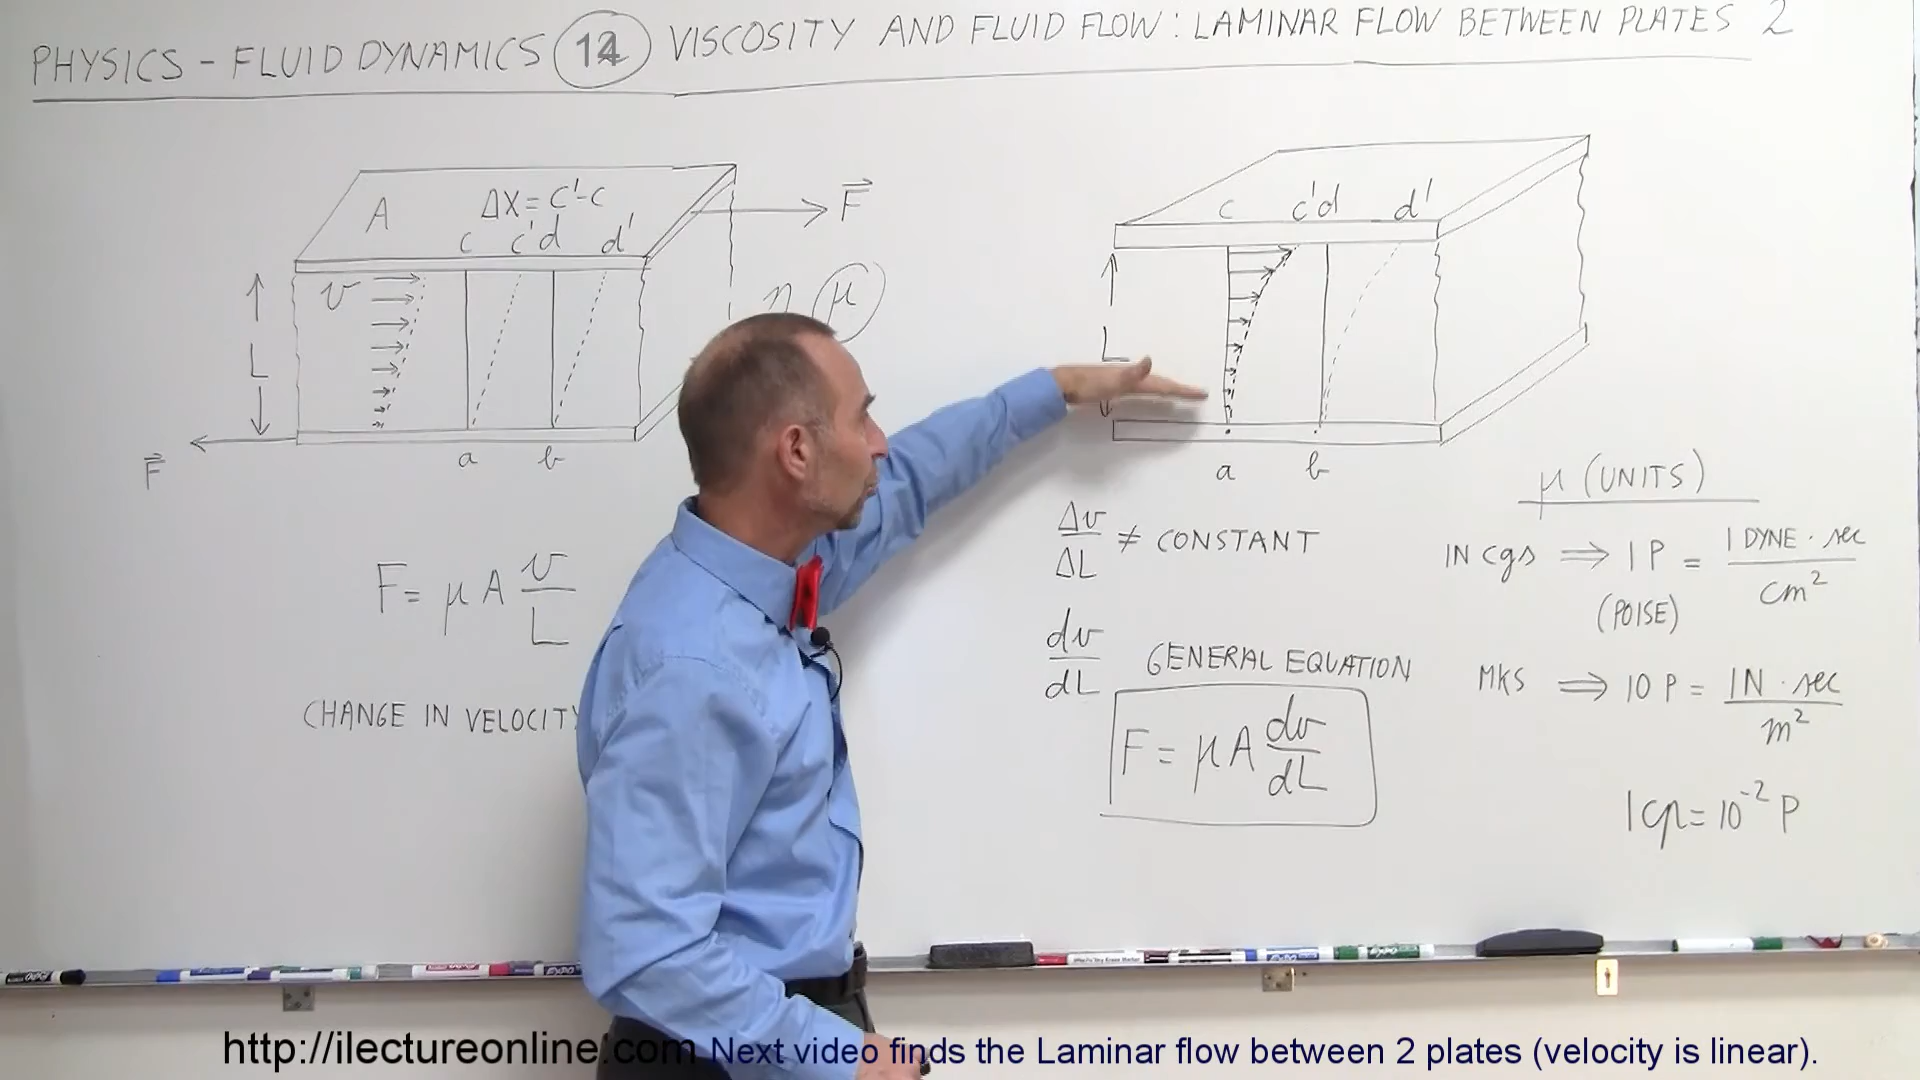 PHYSICS - FLUID DYNAMICS VISCOSITY AND FLUID FLOW: LAMINAR FLOW BETWEEN PLATES 2
A ΔX = c'-c
c c' d d'
F
v
L
F
a b
η μ
F = μ A v/L
CHANGE IN VELOCITY
c c' d d'
L
a b
Δv/ΔL ≠ CONSTANT
dv/dL
GENERAL EQUATION
F = μ A dv/dL
μ (UNITS)
IN cgs ⇒ 1 P = 1 DYNE · sec / cm²
(POISE)
MKS ⇒ 10 P = 1 N · sec / m²
1 cp = 10⁻² P
http://ilectureonline.com Next video finds the Laminar flow between 2 plates (velocity is linear).